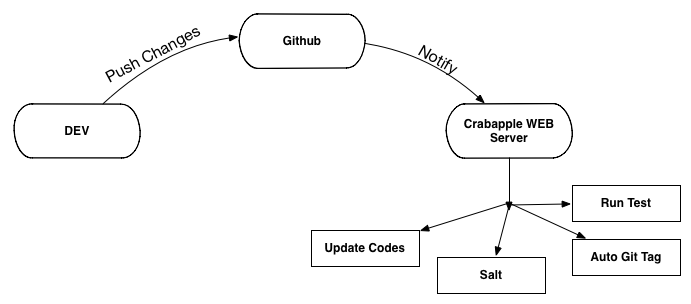 Github
Push Changes
Notify
DEV
Crabapple WEB
Server
Run Test
Update Codes
Auto Git Tag
Salt